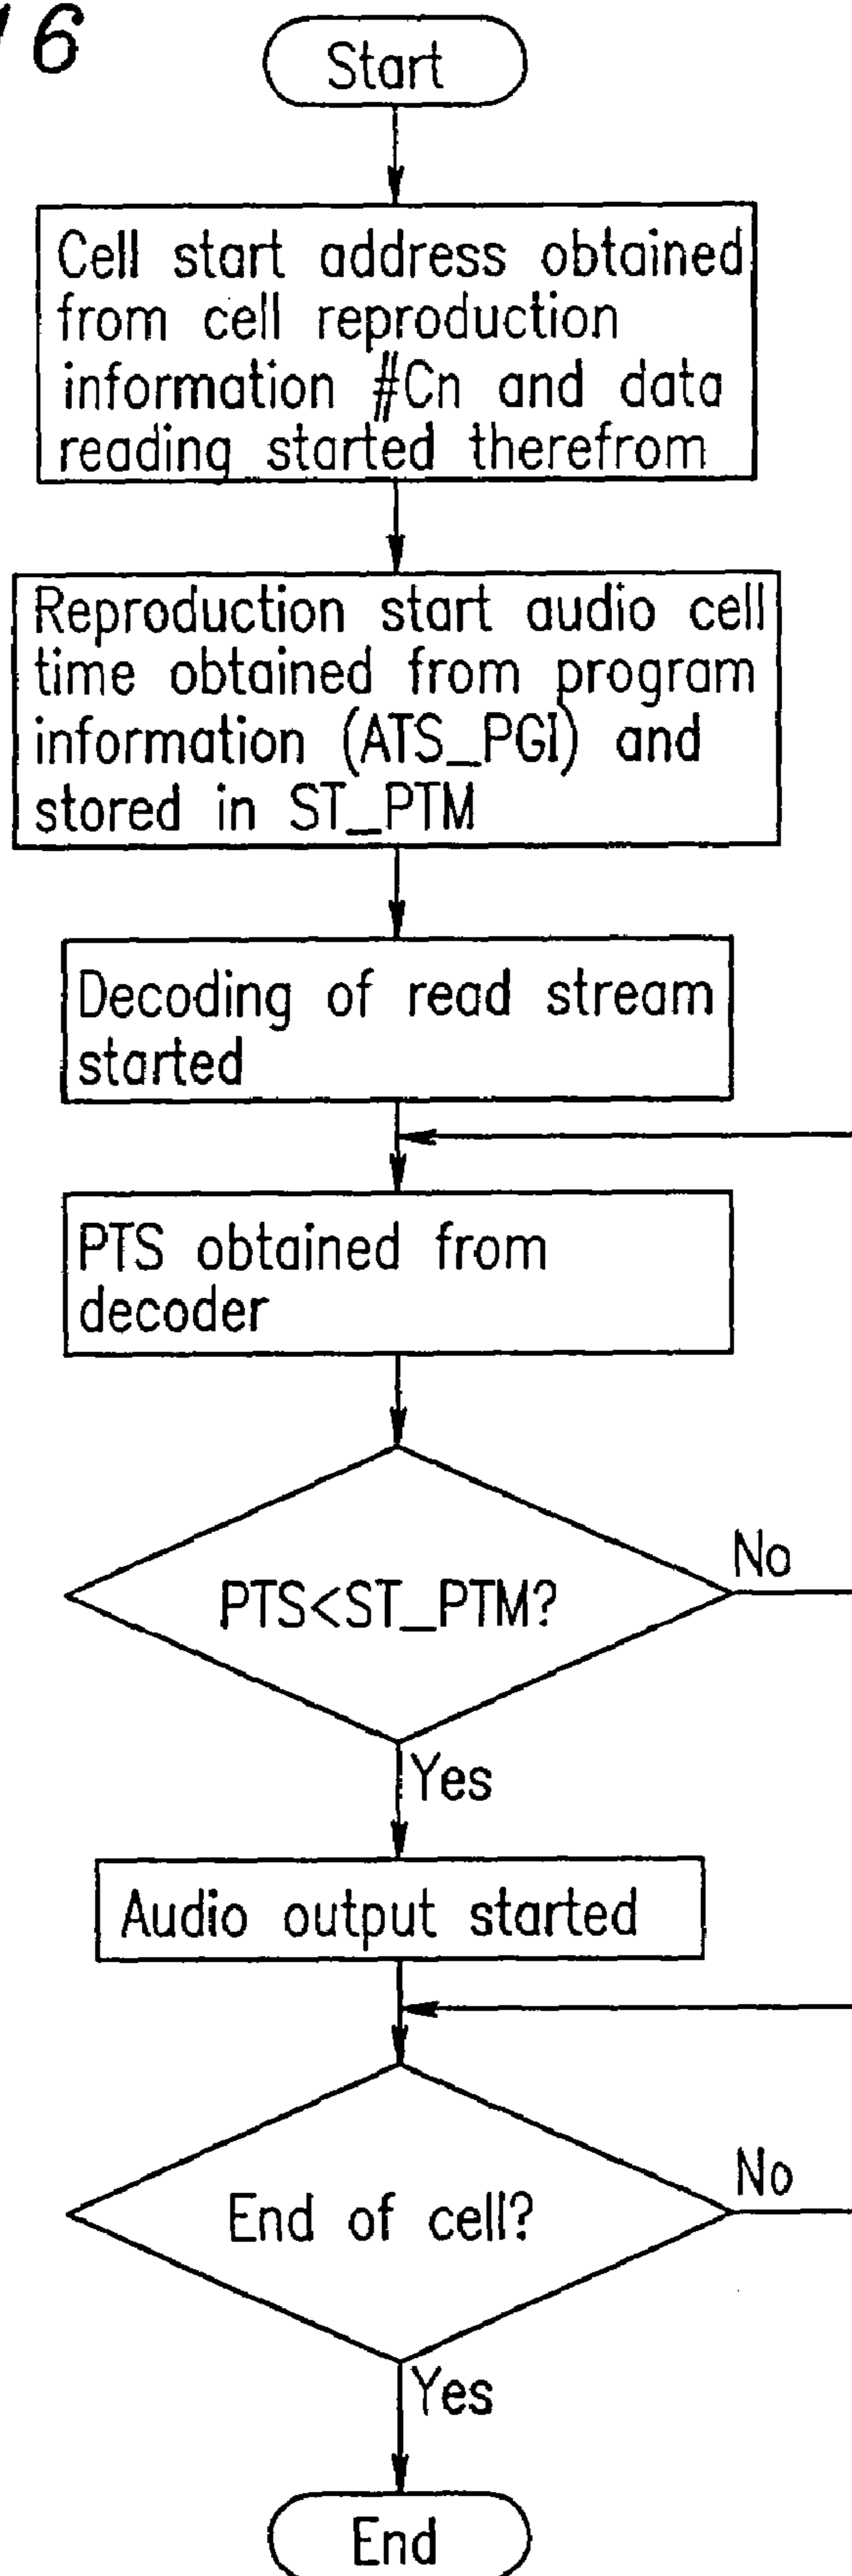 16
Start
Cell start address obtained
from cell reproduction
information #Cn and data
reading started therefrom
Reproduction start audio cell
time obtained from program
information (ATS_PGI) and
stored in ST_PTM
Decoding of read stream
started
PTS obtained from
decoder
PTS<ST_PTM?
No
Yes
Audio output started
End of cell?
No
Yes
End